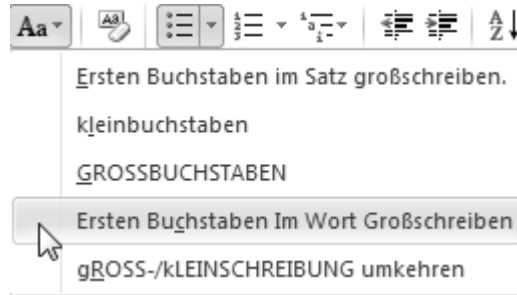 Aa
Ersten Buchstaben im Satz großschreiben.
kleinbuchstaben
GROSSBUCHSTABEN
Ersten Buchstaben Im Wort Großschreiben
gROSS-/kLEINSCHREIBUNG umkehren